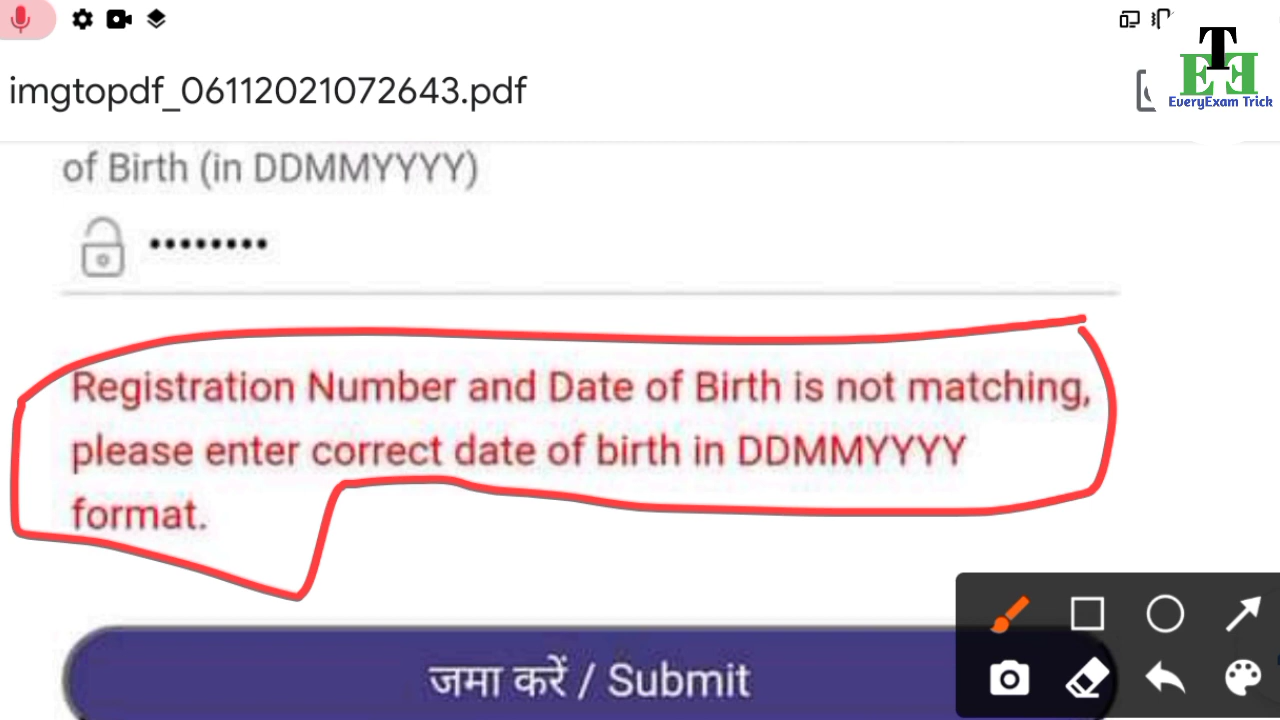 imgtopdf_06112021072643.pdf
TEE
EveryExam Trick
of Birth (in DDMMYYYY)
••••••••
Registration Number and Date of Birth is not matching,
please enter correct date of birth in DDMMYYYY
format.
जमा करें / Submit